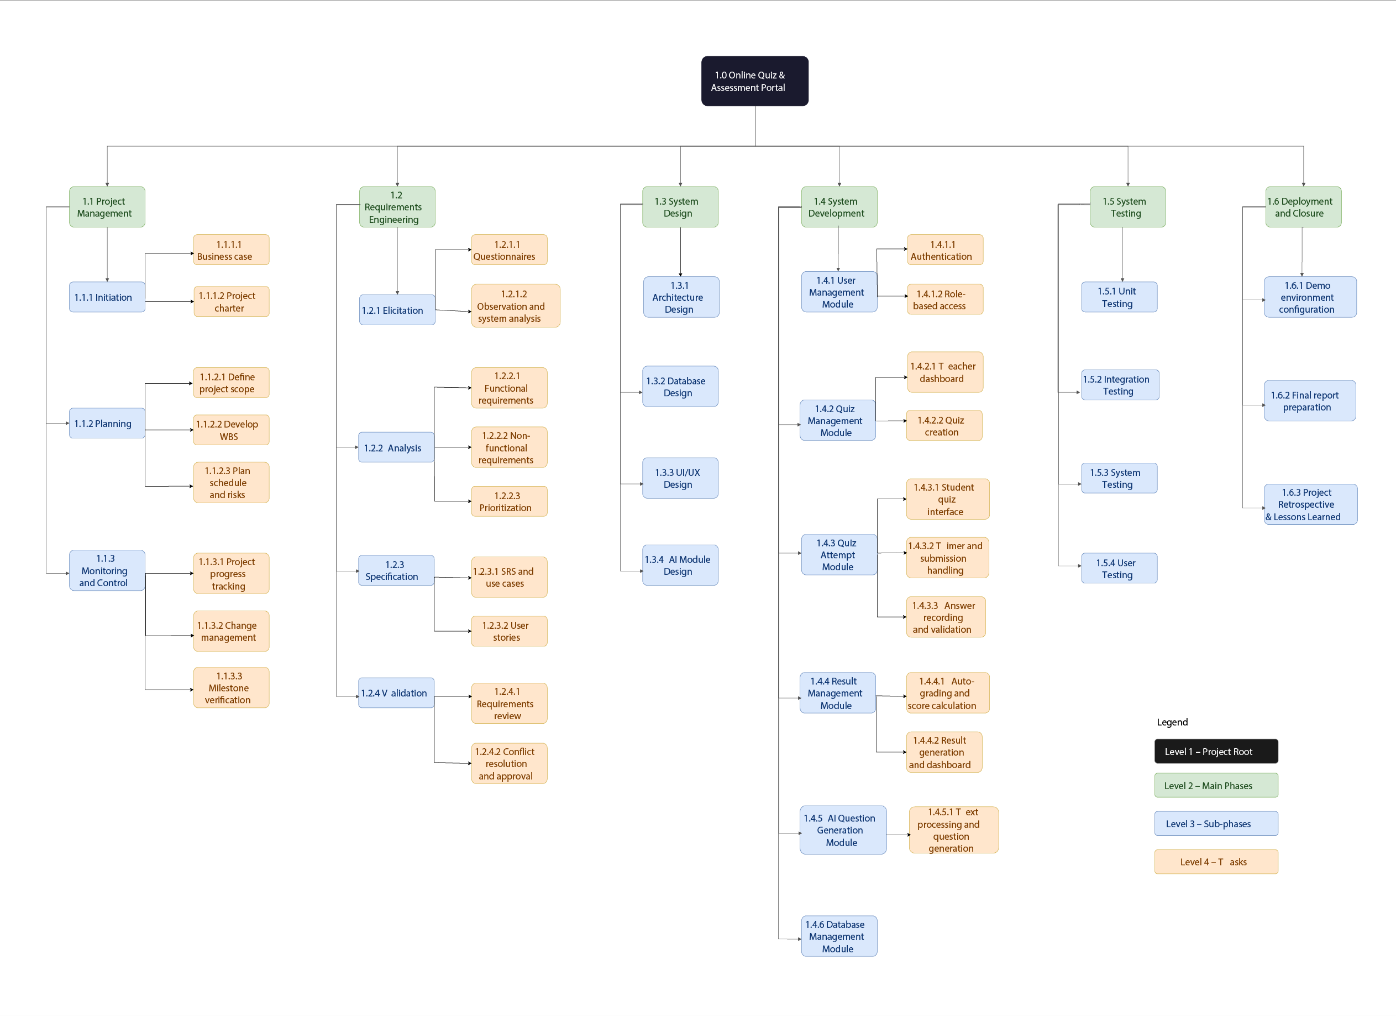 1.0 Online Quiz &
Assessment Portal
1.1 Project
Management
1.1.1 Initiation
1.1.1.1
Business case
1.1.1.2 Project
charter
1.1.2 Planning
1.1.2.1 Define
project scope
1.1.2.2 Develop
WBS
1.1.2.3 Plan
schedule
and risks
1.1.3
Monitoring
and Control
1.1.3.1 Project
progress
tracking
1.1.3.2 Change
management
1.1.3.3
Milestone
verification
1.2
Requirements
Engineering
1.2.1 Elicitation
1.2.1.1
Questionnaires
1.2.1.2
Observation and
system analysis
1.2.2 Analysis
1.2.2.1
Functional
requirements
1.2.2.2 Non-
functional
requirements
1.2.2.3
Prioritization
1.2.3
Specification
1.2.3.1 SRS and
use cases
1.2.3.2 User
stories
1.2.4 V alidation
1.2.4.1
Requirements
review
1.2.4.2 Conflict
resolution
and approval
1.3 System
Design
1.3.1
Architecture
Design
1.3.2 Database
Design
1.3.3 UI/UX
Design
1.3.4 AI Module
Design
1.4 System
Development
1.4.1 User
Management
Module
1.4.1.1
Authentication
1.4.1.2 Role-
based access
1.4.2 Quiz
Management
Module
1.4.2.1 T eacher
dashboard
1.4.2.2 Quiz
creation
1.4.3 Quiz
Attempt
Module
1.4.3.1 Student
quiz
interface
1.4.3.2 T imer and
submission
handling
1.4.3.3 Answer
recording
and validation
1.4.4 Result
Management
Module
1.4.4.1 Auto-
grading and
score calculation
1.4.4.2 Result
generation
and dashboard
1.4.5 AI Question
Generation
Module
1.4.5.1 T ext
processing and
question
generation
1.4.6 Database
Management
Module
1.5 System
Testing
1.5.1 Unit
Testing
1.5.2 Integration
Testing
1.5.3 System
Testing
1.5.4 User
Testing
1.6 Deployment
and Closure
1.6.1 Demo
environment
configuration
1.6.2 Final report
preparation
1.6.3 Project
Retrospective
& Lessons Learned
Legend
Level 1 – Project Root
Level 2 – Main Phases
Level 3 – Sub-phases
Level 4 – T asks